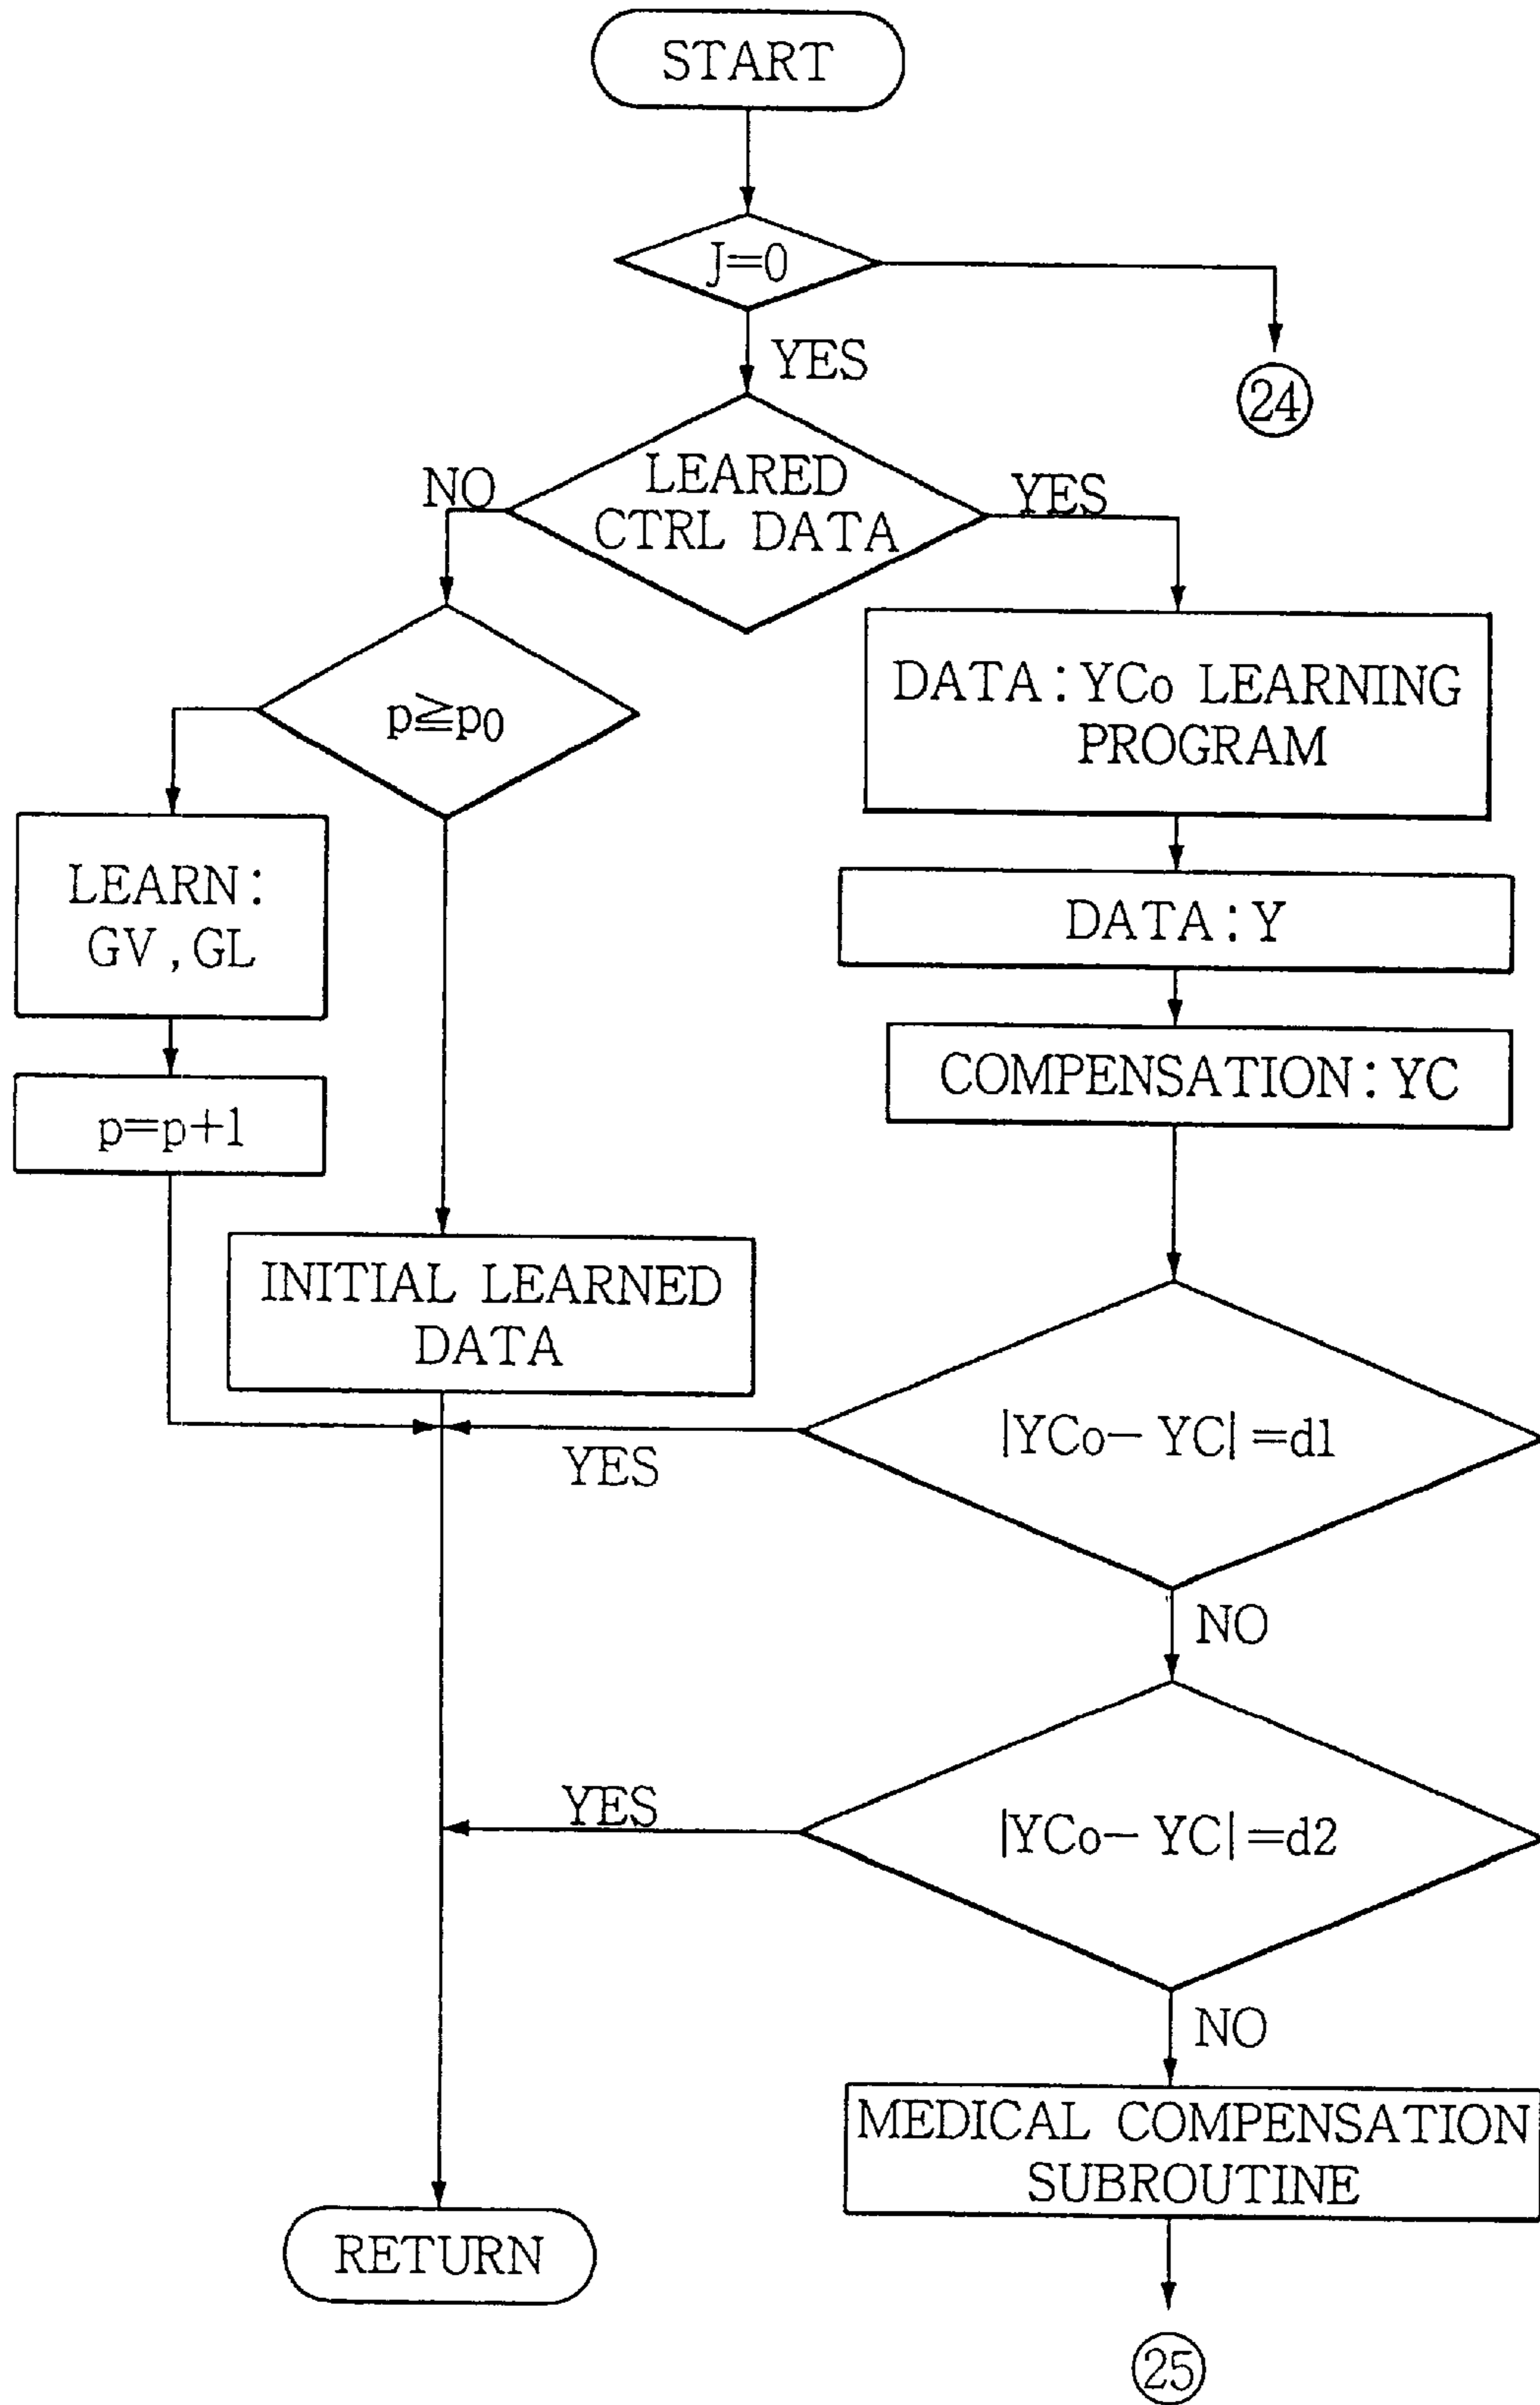 START
J=0
YES
24
NO
LEARED
CTRL DATA
YES
p≧p0
DATA:YCo LEARNING
PROGRAM
LEARN:
GV,GL
DATA:Y
COMPENSATION:YC
p=p+1
INITIAL LEARNED
DATA
|YCo- YC|=d1
YES
NO
YES
|YCo- YC|=d2
NO
MEDICAL COMPENSATION
SUBROUTINE
RETURN
25